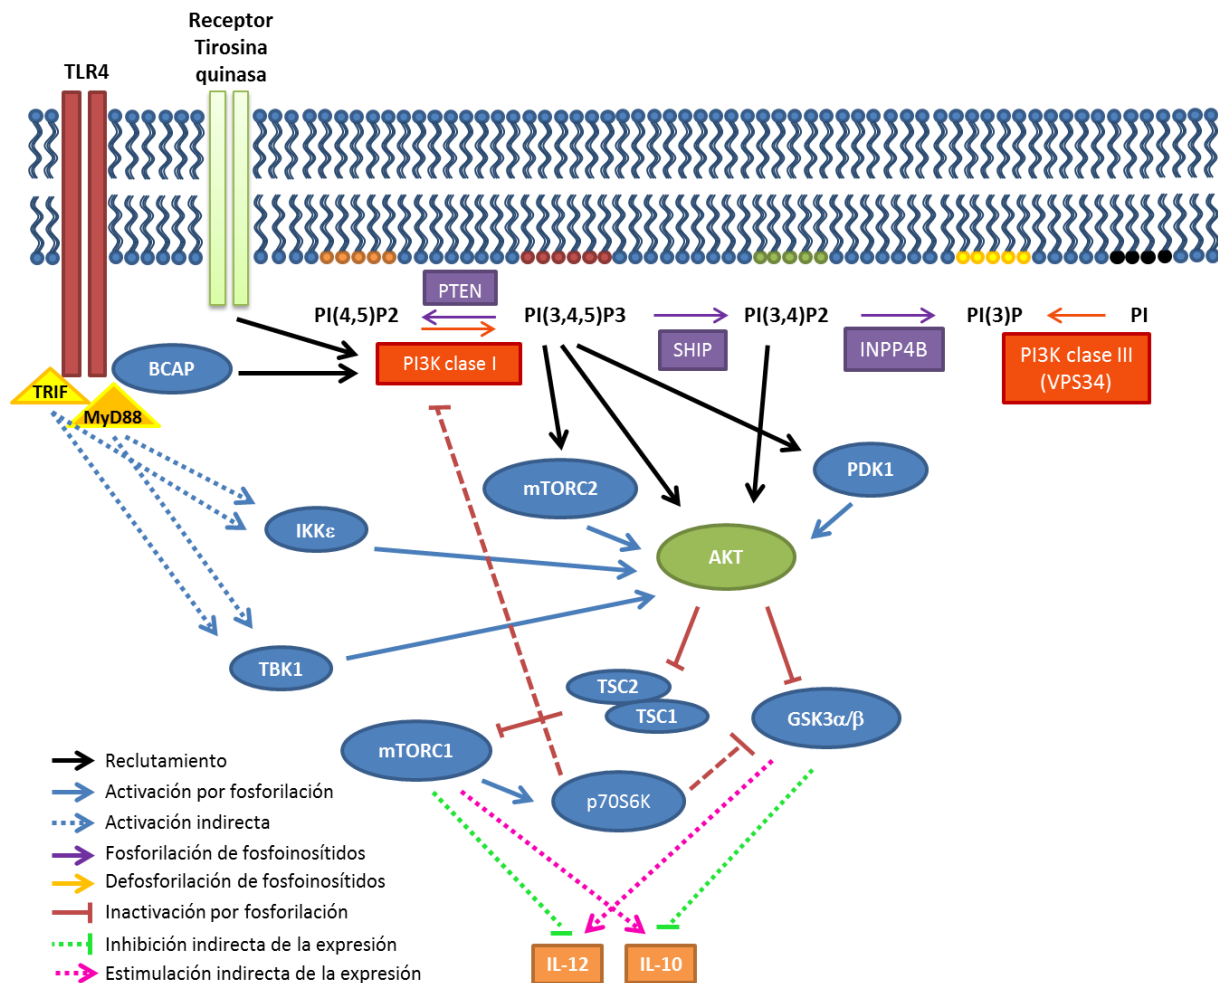 Receptor
Tirosina
quinasa
TLR4
PTEN
PI(4,5)P2
PI(3,4,5)P3
PI(3,4)P2
PI(3)P
PI
SHIP
INPP4B
PI3K clase I
PI3K clase III
(VPS34)
BCAP
TRIF
MyD88
mTORC2
PDK1
IKKε
AKT
TBK1
TSC2
TSC1
GSK3α/β
mTORC1
p70S6K
Reclutamiento
Activación por fosforilación
Activación indirecta
Fosforilación de fosfoinosítidos
Defosforilación de fosfoinosítidos
Inactivación por fosforilación
Inhibición indirecta de la expresión
Estimulación indirecta de la expresión
IL-12
IL-10